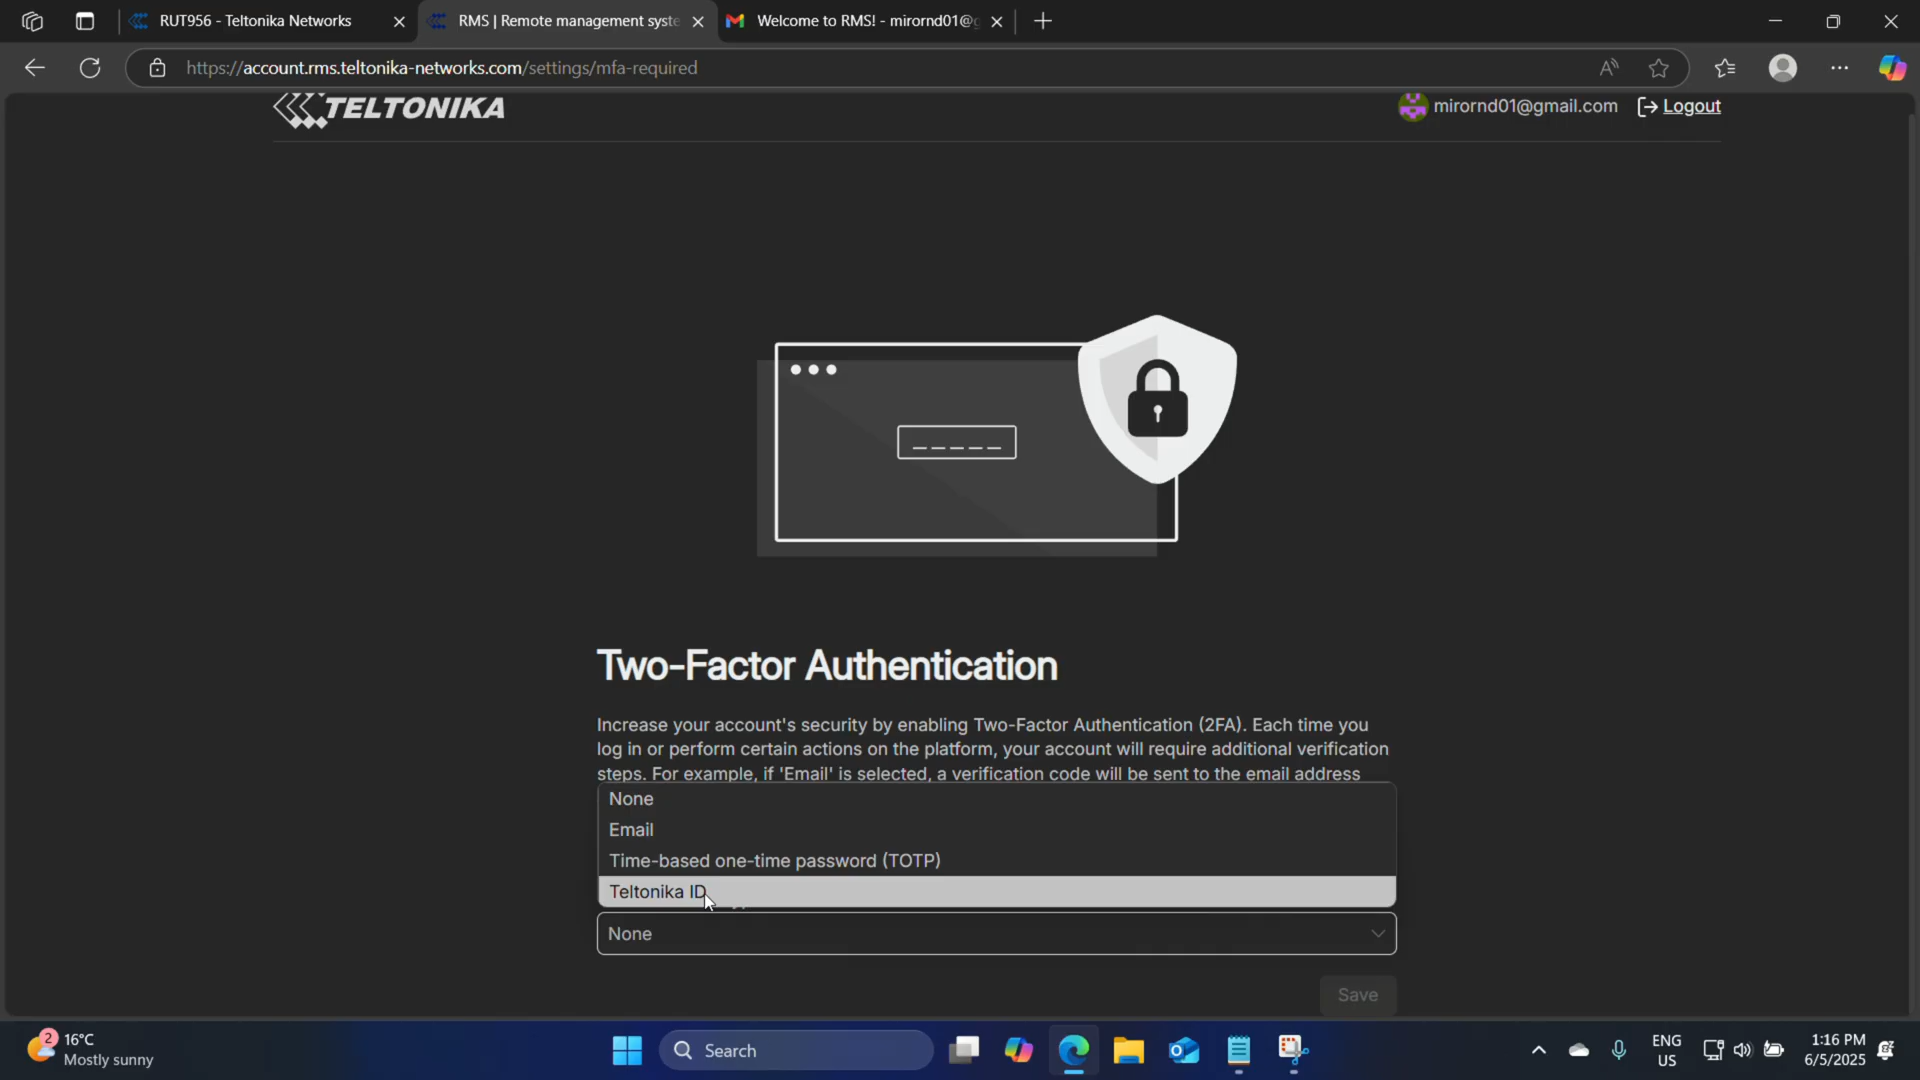 RUT956 - Teltonika Networks
RMS | Remote management syste
Welcome to RMS! - mirornd01@g
https://account.rms.teltonika-networks.com/settings/mfa-required
TELTONIKA
mirornd01@gmail.com
Logout
Two-Factor Authentication
Increase your account's security by enabling Two-Factor Authentication (2FA). Each time you
log in or perform certain actions on the platform, your account will require additional verification
steps. For example, if 'Email' is selected, a verification code will be sent to the email address
None
Email
Time-based one-time password (TOTP)
Teltonika ID
None
Save
2
16°C
Mostly sunny
Search
ENG
US
1:16 PM
6/5/2025